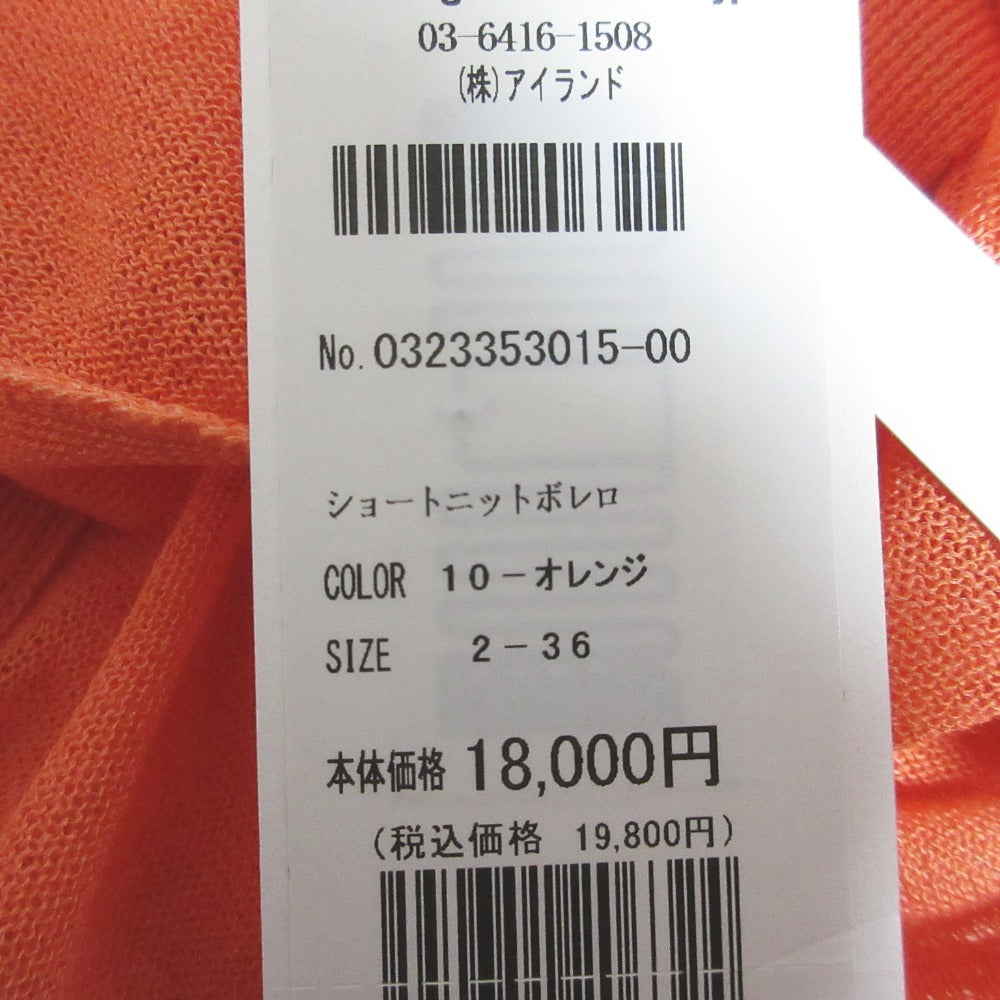 03-6416-1508
(株)アイランド
No. 0323353015-00
ショートニットボレロ
COLOR 10-オレンジ
SIZE 2-36
本体価格 18,000円
(税込価格 19,800円)